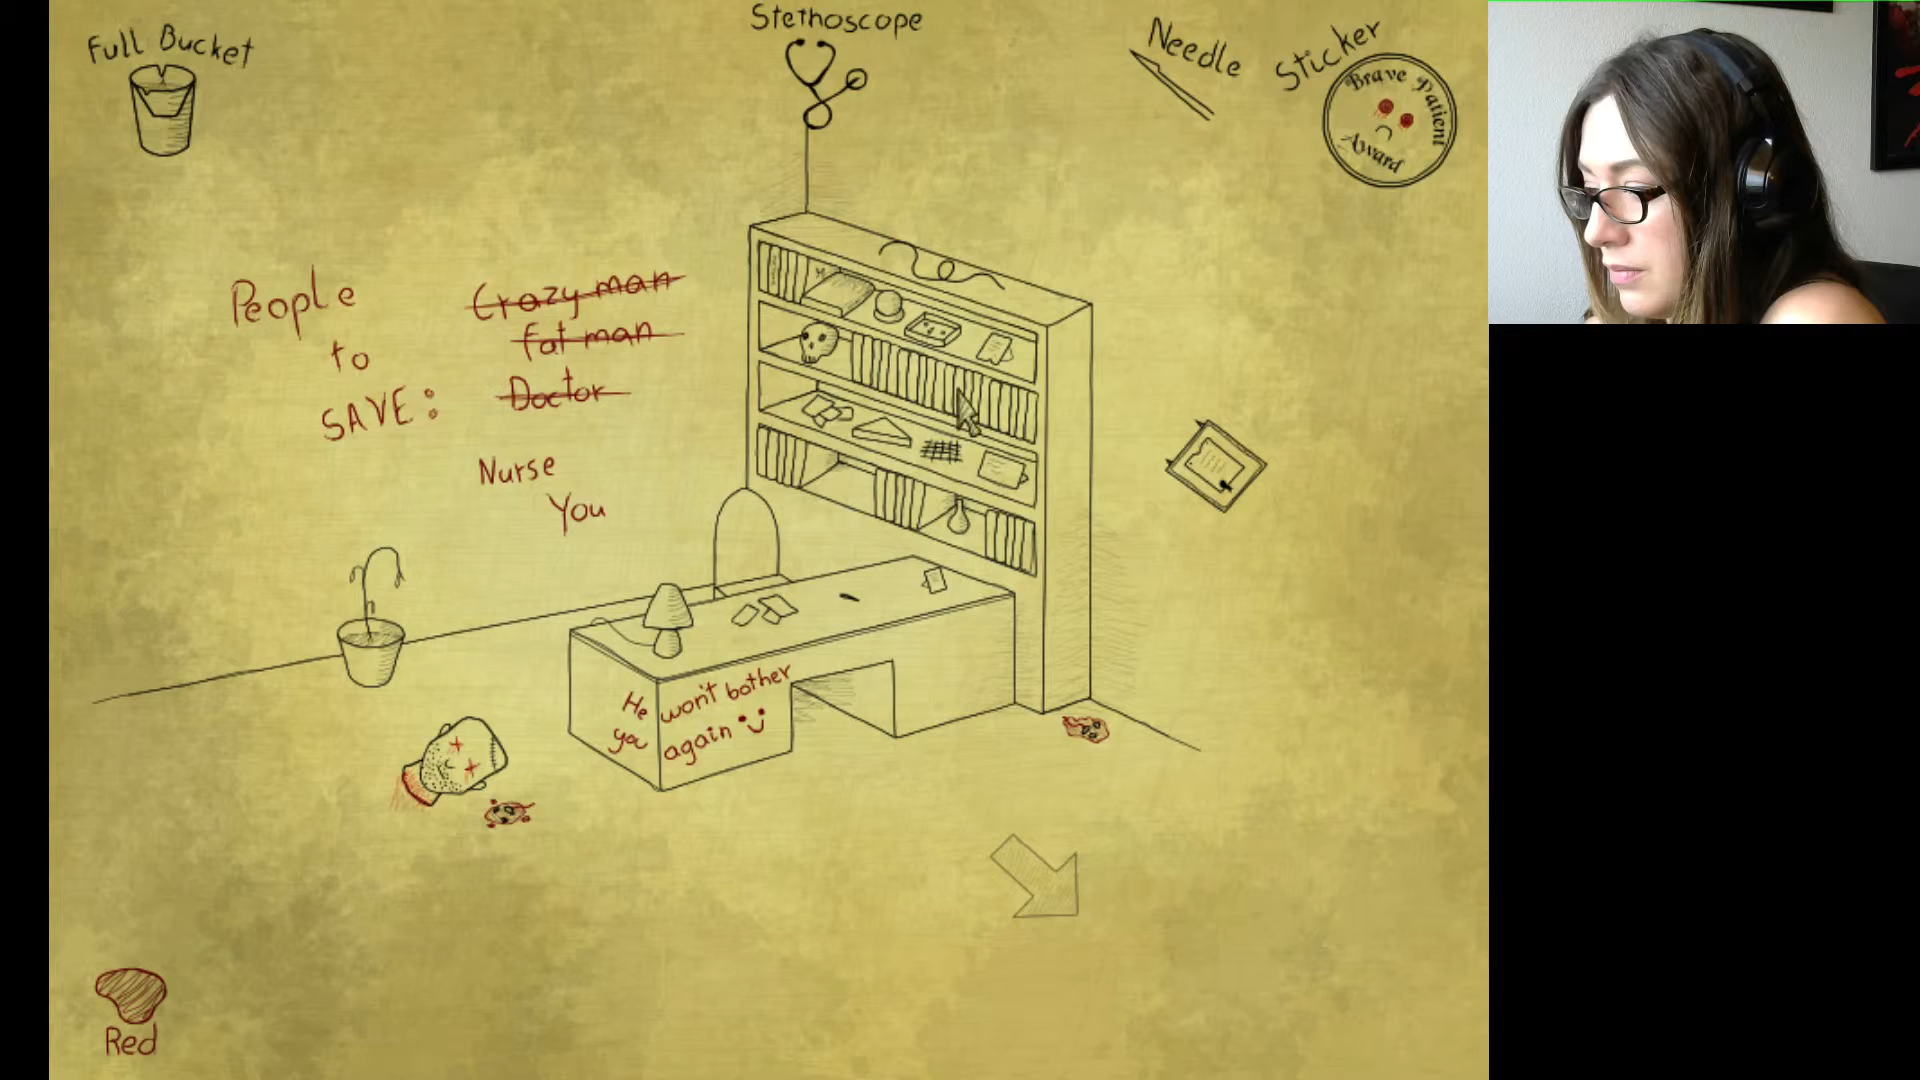 Full Bucket
Stethoscope
Needle
Sticker
Brave Patient
Award
People
to
SAVE:
Crazy man
fat man
Doctor
Nurse
You
He won't bother
you again
Red